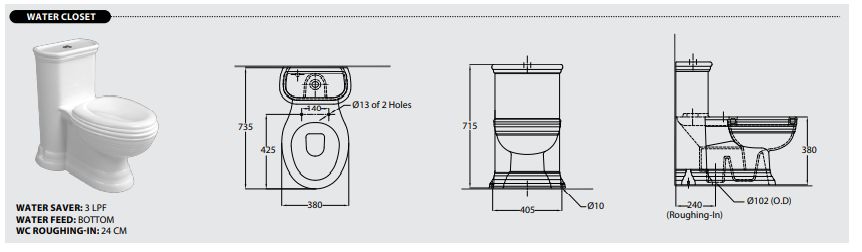 WATER CLOSET
140
Ø13 of 2 Holes
735
425
380
715
405
Ø10
380
240
(Roughing-In)
Ø102 (O.D)
WATER SAVER: 3 LPF
WATER FEED: BOTTOM
WC ROUGHING-IN: 24 CM